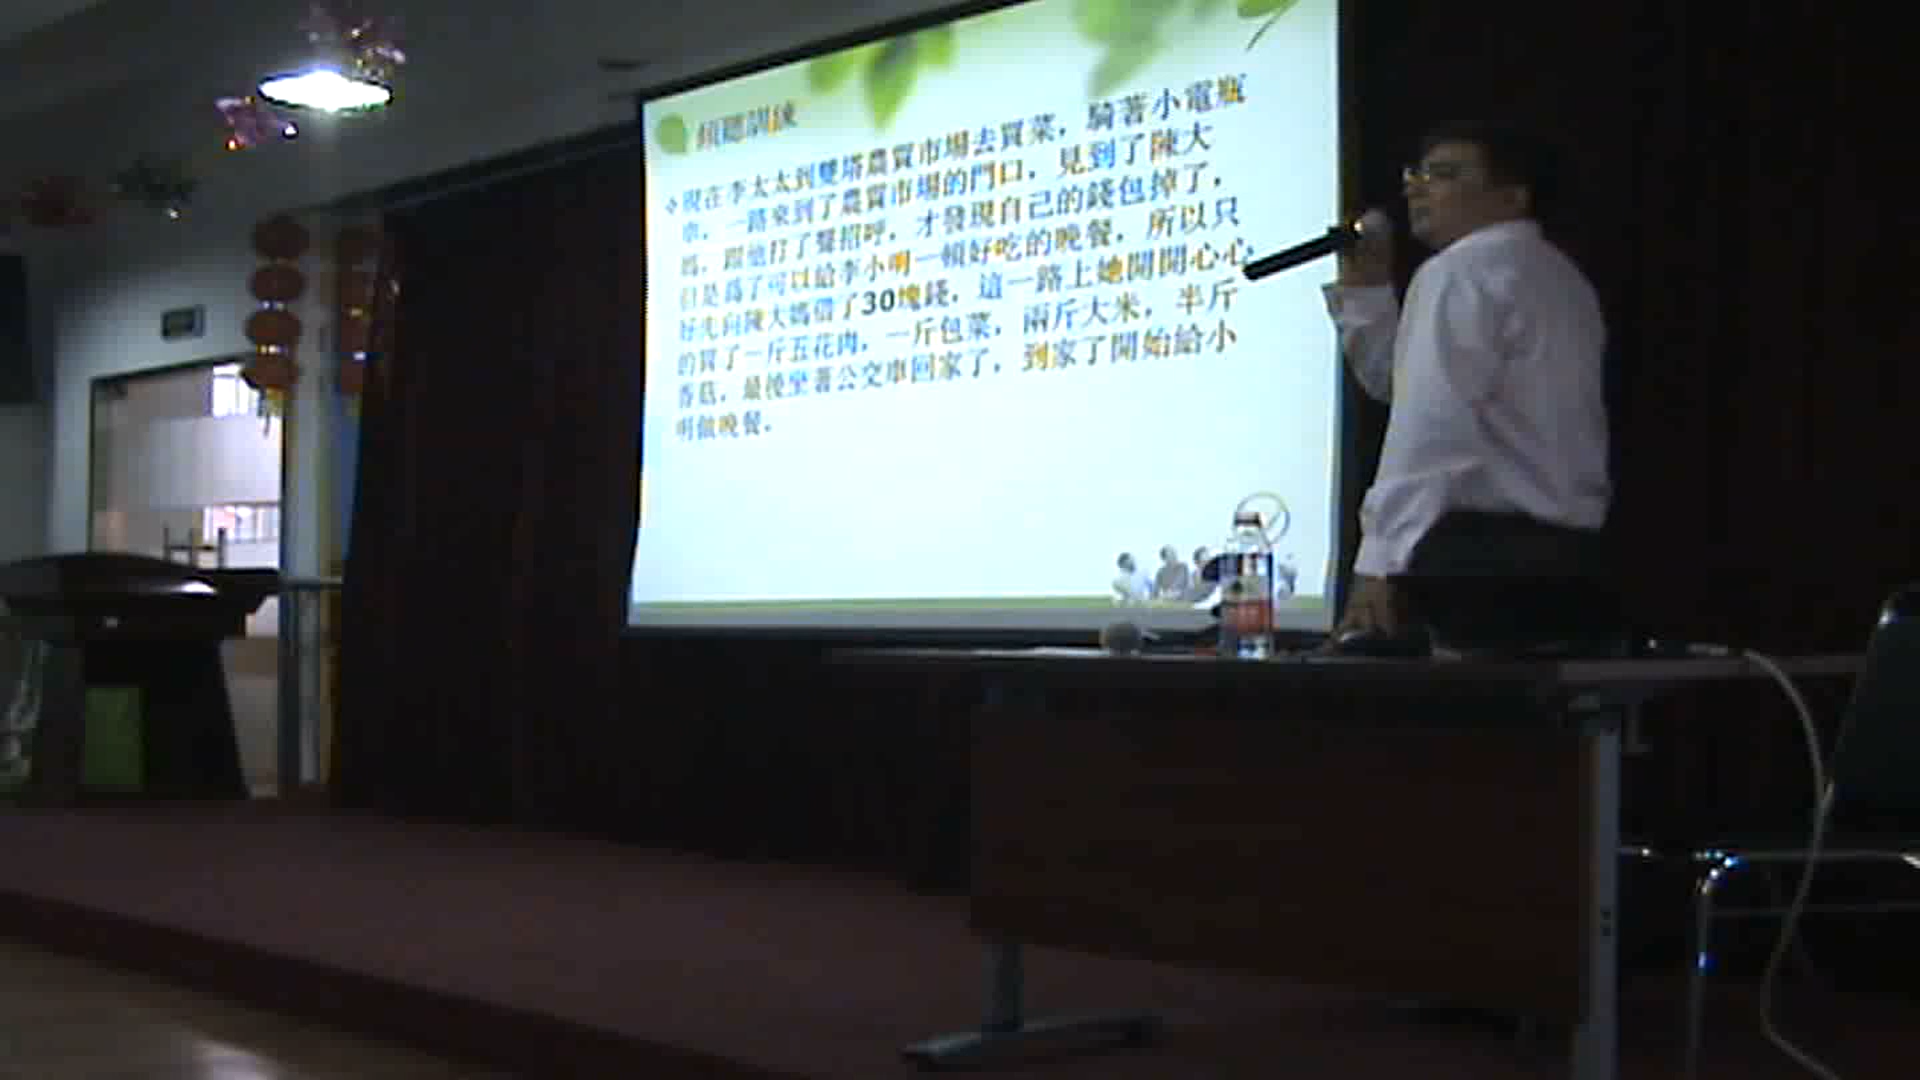 傾聽訓練
現在李太太到雙塔農貿市場去買菜，騎著小電瓶
車，一路來到了農貿市場的門口，見到了陳大
媽，跟他打了聲招呼，才發現自己的錢包掉了，
但是爲了可以給李小明一頓好吃的晚餐，所以只
好先向陳大媽借了30塊錢，這一路上她開開心心
的買了一斤五花肉，一斤包菜，兩斤大米，半斤
香菇，最後坐著公交車回家了，到家了開始給小
明做晚餐。